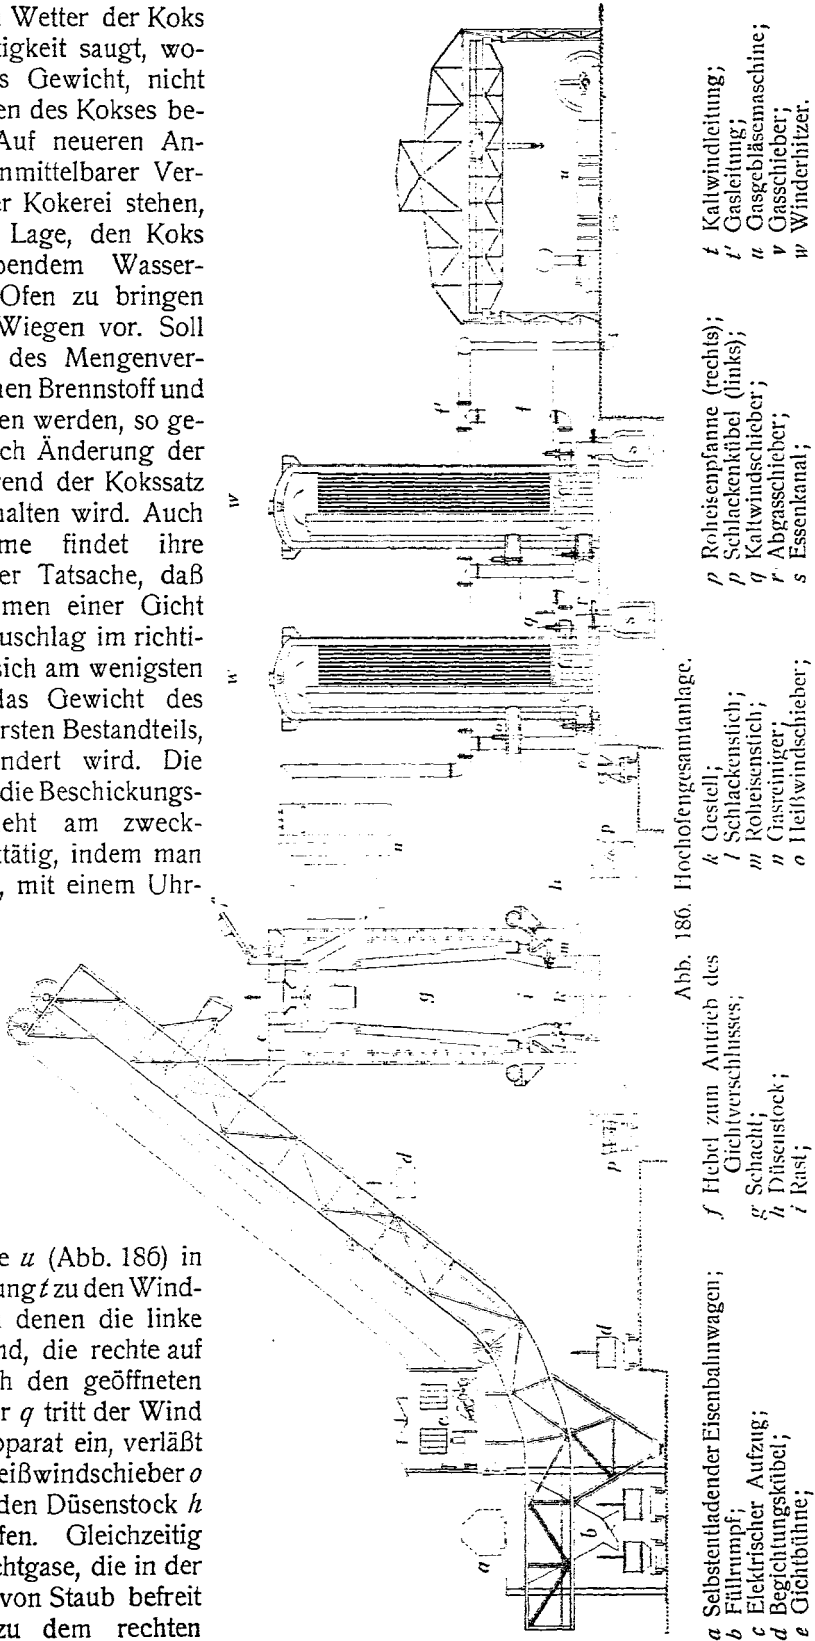 Wetter der Koks
tigkeit saugt, wo-
s Gewicht, nicht
en des Kokses be-
Auf neueren An-
nmittelbarer Ver-
er Kokerei stehen,
Lage, den Koks
bendem Wasser-
Ofen zu bringen
Wiegen vor. Soll
des Mengenver-
nen Brennstoff und
en werden, so ge-
ch Änderung der
rend der Kokssatz
halten wird. Auch
me findet ihre
er Tatsache, daß
men einer Gicht
uschlag im richti-
sich am wenigsten
das Gewicht des
rsten Bestandteils,
ndert wird. Die
die Beschickungs-
eht am zweck-
tätig, indem man
, mit einem Uhr-
e u (Abb. 186) in
ung t zu den Wind-
denen die linke
nd, die rechte auf
h den geöffneten
r q tritt der Wind
pparat ein, verläßt
eißwindschieber o
den Düsenstock h
fen. Gleichzeitig
chtgase, die in der
von Staub befreit
zu dem rechten
Abb. 186. Hochofengesamtanlage.
a Selbstentladender Eisenbahnwagen;
b Füllrumpf;
c Elektrischer Aufzug;
d Begichtungskübel;
e Gichtbühne;
f Hebel zum Antrieb des
Gichtverschlusses;
g Schacht;
h Düsenstock;
i Rast;
k Gestell;
l Schlackenstich;
m Roheisenstich;
n Gasreiniger;
o Heißwindschieber;
p Roheisenpfanne (rechts);
p Schlackenkübel (links);
q Kaltwindschieber;
r Abgasschieber;
s Essenkanal;
t Kaltwindleitung;
t' Gasleitung;
u Gasgebläsemaschine;
v Gasschieber;
w Winderhitzer.
a
b
c
d
d
e
g
h
i
k
l
m
n
p
p
q
s
s
t
t'
u
w
w